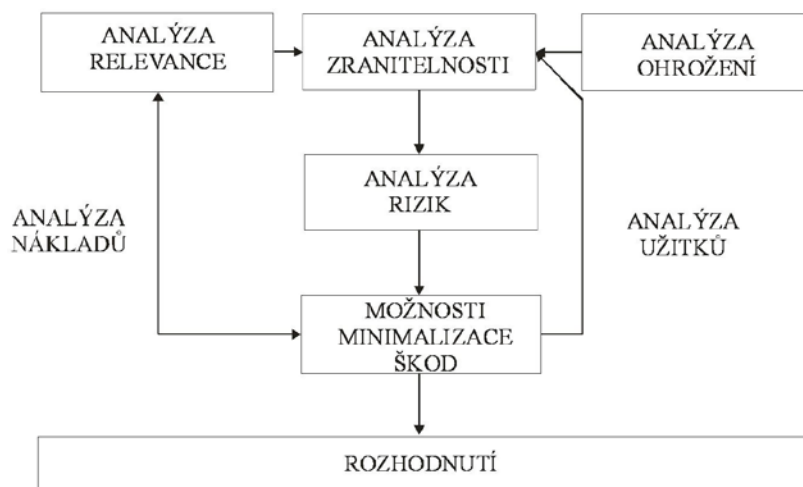 ANALÝZA
RELEVANCE
ANALÝZA
ZRANITELNOSTI
ANALÝZA
OHROŽENÍ
ANALÝZA
RIZIK
ANALÝZA
NÁKLADŮ
ANALÝZA
UŽITKŮ
MOŽNOSTI
MINIMALIZACE
ŠKOD
ROZHODNUTÍ